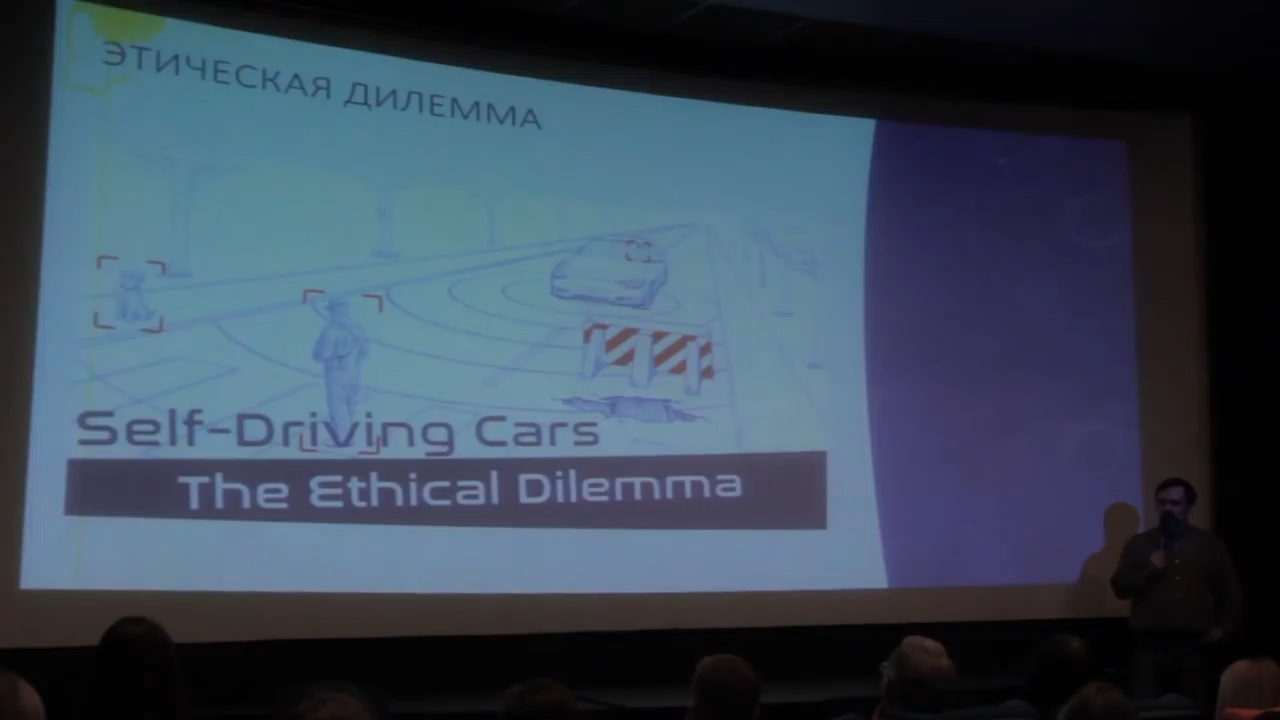 ЭТИЧЕСКАЯ ДИЛЕММА
Self-Driving Cars
The Ethical Dilemma